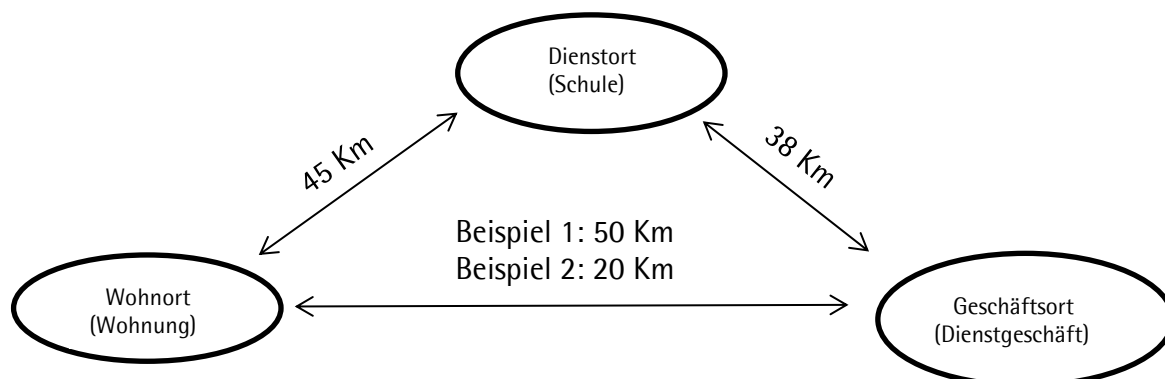 Dienstort
(Schule)
45 Km
38 Km
Beispiel 1: 50 Km
Beispiel 2: 20 Km
Wohnort
(Wohnung)
Geschäftsort
(Dienstgeschäft)